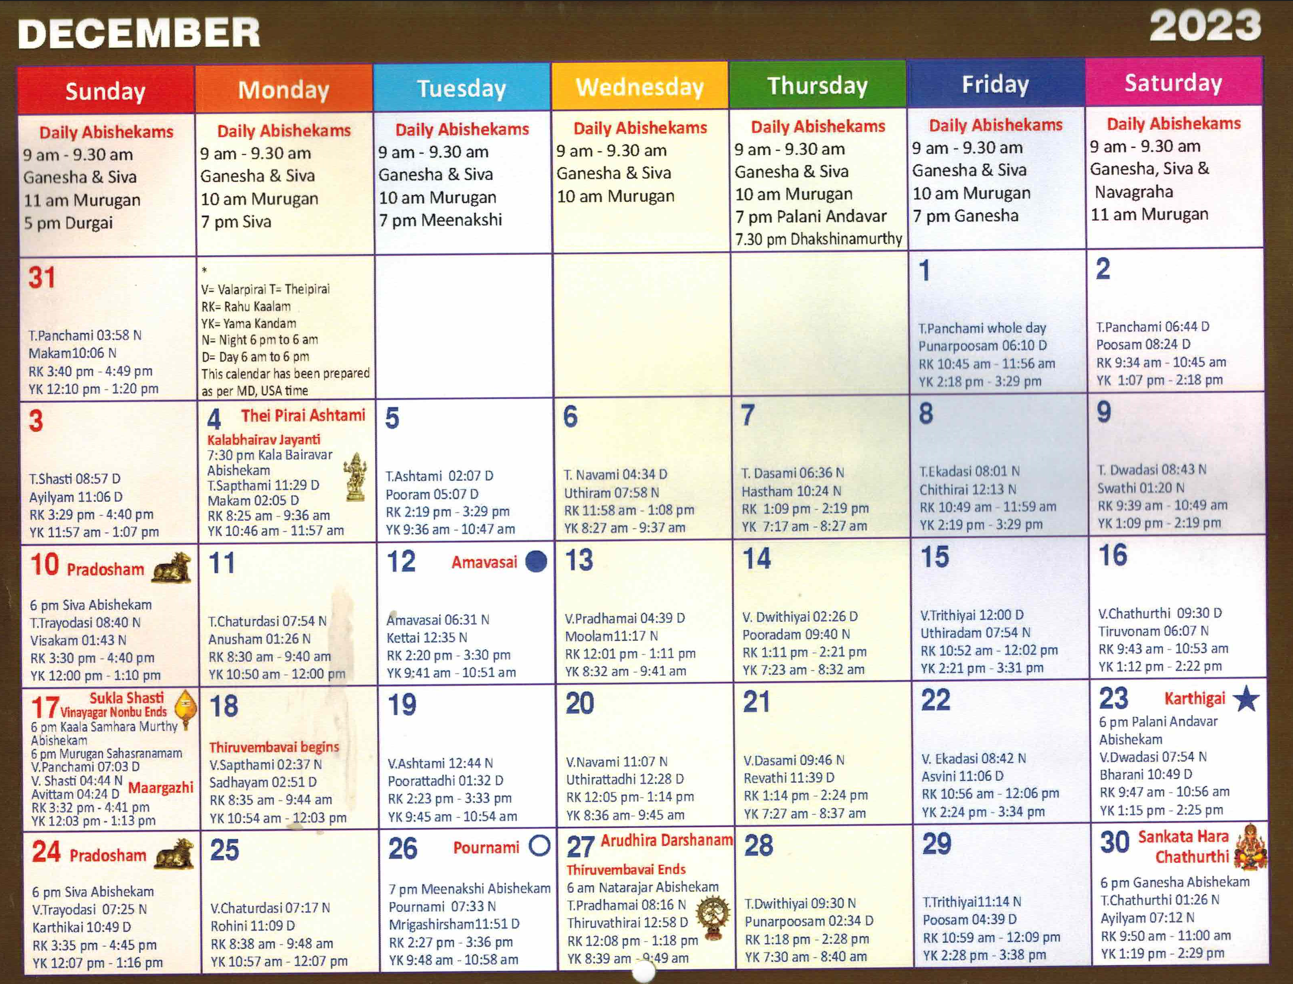 DECEMBER
2023
Sunday
Monday
Tuesday
Wednesday
Thursday
Friday
Saturday
Daily Abishekams
9 am - 9.30 am
Ganesha & Siva
11 am Murugan
5 pm Durgai
Daily Abishekams
9 am - 9.30 am
Ganesha & Siva
10 am Murugan
7 pm Siva
Daily Abishekams
9 am - 9.30 am
Ganesha & Siva
10 am Murugan
7 pm Meenakshi
Daily Abishekams
9 am - 9.30 am
Ganesha & Siva
10 am Murugan
Daily Abishekams
9 am - 9.30 am
Ganesha & Siva
10 am Murugan
7 pm Palani Andavar
7.30 pm Dhakshinamurthy
Daily Abishekams
9 am - 9.30 am
Ganesha & Siva
10 am Murugan
7 pm Ganesha
Daily Abishekams
9 am - 9.30 am
Ganesha, Siva &
Navagraha
11 am Murugan
31
T.Panchami 03:58 N
Makam10:06 N
RK 3:40 pm - 4:49 pm
YK 12:10 pm - 1:20 pm
*
V= Valarpirai T= Theipirai
RK= Rahu Kaalam
YK= Yama Kandam
N= Night 6 pm to 6 am
D= Day 6 am to 6 pm
This calendar has been prepared
as per MD, USA time
1
T.Panchami whole day
Punarpoosam 06:10 D
RK 10:45 am - 11:56 am
YK 2:18 pm - 3:29 pm
2
T.Panchami 06:44 D
Poosam 08:24 D
RK 9:34 am - 10:45 am
YK 1:07 pm - 2:18 pm
3
T.Shasti 08:57 D
Ayilyam 11:06 D
RK 3:29 pm - 4:40 pm
YK 11:57 am - 1:07 pm
4 Thei Pirai Ashtami
Kalabhairav Jayanti
7:30 pm Kala Bairavar
Abishekam
T.Sapthami 11:29 D
Makam 02:05 D
RK 8:25 am - 9:36 am
YK 10:46 am - 11:57 am
5
T.Ashtami 02:07 D
Pooram 05:07 D
RK 2:19 pm - 3:29 pm
YK 9:36 am - 10:47 am
6
T. Navami 04:34 D
Uthiram 07:58 N
RK 11:58 am - 1:08 pm
YK 8:27 am - 9:37 am
7
T. Dasami 06:36 N
Hastham 10:24 N
RK 1:09 pm - 2:19 pm
YK 7:17 am - 8:27 am
8
T.Ekadasi 08:01 N
Chithirai 12:13 N
RK 10:49 am - 11:59 am
YK 2:19 pm - 3:29 pm
9
T. Dwadasi 08:43 N
Swathi 01:20 N
RK 9:39 am - 10:49 am
YK 1:09 pm - 2:19 pm
10 Pradosham
6 pm Siva Abishekam
T.Trayodasi 08:40 N
Visakam 01:43 N
RK 3:30 pm - 4:40 pm
YK 12:00 pm - 1:10 pm
11
T.Chaturdasi 07:54 N
Anusham 01:26 N
RK 8:30 am - 9:40 am
YK 10:50 am - 12:00 pm
12 Amavasai
Amavasai 06:31 N
Kettai 12:35 N
RK 2:20 pm - 3:30 pm
YK 9:41 am - 10:51 am
13
V.Pradhamai 04:39 D
Moolam11:17 N
RK 12:01 pm - 1:11 pm
YK 8:32 am - 9:41 am
14
V. Dwithiyai 02:26 D
Pooradam 09:40 N
RK 1:11 pm - 2:21 pm
YK 7:23 am - 8:32 am
15
V.Trithiyai 12:00 D
Uthiradam 07:54 N
RK 10:52 am - 12:02 pm
YK 2:21 pm - 3:31 pm
16
V.Chathurthi 09:30 D
Tiruvonam 06:07 N
RK 9:43 am - 10:53 am
YK 1:12 pm - 2:22 pm
17 Sukla Shasti
Vinayagar Nonbu Ends
6 pm Kaala Samhara Murthy
Abishekam
6 pm Murugan Sahasranamam
V.Panchami 07:03 D
V. Shasti 04:44 N
Avittam 04:24 D Maargazhi
RK 3:32 pm - 4:41 pm
YK 12:03 pm - 1:13 pm
18
Thiruvembavai begins
V.Sapthami 02:37 N
Sadhayam 02:51 D
RK 8:35 am - 9:44 am
YK 10:54 am - 12:03 pm
19
V.Ashtami 12:44 N
Poorattadhi 01:32 D
RK 2:23 pm - 3:33 pm
YK 9:45 am - 10:54 am
20
V.Navami 11:07 N
Uthirattadhi 12:28 D
RK 12:05 pm- 1:14 pm
YK 8:36 am- 9:45 am
21
V.Dasami 09:46 N
Revathi 11:39 D
RK 1:14 pm - 2:24 pm
YK 7:27 am - 8:37 am
22
V. Ekadasi 08:42 N
Asvini 11:06 D
RK 10:56 am - 12:06 pm
YK 2:24 pm - 3:34 pm
23 Karthigai
6 pm Palani Andavar
Abishekam
V.Dwadasi 07:54 N
Bharani 10:49 D
RK 9:47 am - 10:56 am
YK 1:15 pm - 2:25 pm
24 Pradosham
6 pm Siva Abishekam
V.Trayodasi 07:25 N
Karthikai 10:49 D
RK 3:35 pm - 4:45 pm
YK 12:07 pm - 1:16 pm
25
V.Chaturdasi 07:17 N
Rohini 11:09 D
RK 8:38 am - 9:48 am
YK 10:57 am - 12:07 pm
26 Pournami
7 pm Meenakshi Abishekam
Pournami 07:33 N
Mrigashirsham11:51 D
RK 2:27 pm - 3:36 pm
YK 9:48 am - 10:58 am
27 Arudhira Darshanam
Thiruvembavai Ends
6 am Natarajar Abishekam
T.Pradhamai 08:16 N
Thiruvathirai 12:58 D
RK 12:08 pm - 1:18 pm
YK 8:39 am - 9:49 am
28
T.Dwithiyai 09:30 N
Punarpoosam 02:34 D
RK 1:18 pm - 2:28 pm
YK 7:30 am - 8:40 am
29
T.Trithiyai11:14 N
Poosam 04:39 D
RK 10:59 am - 12:09 pm
YK 2:28 pm - 3:38 pm
30 Sankata Hara
Chathurthi
6 pm Ganesha Abishekam
T.Chathurthi 01:26 N
Ayilyam 07:12 N
RK 9:50 am - 11:00 am
YK 1:19 pm - 2:29 pm